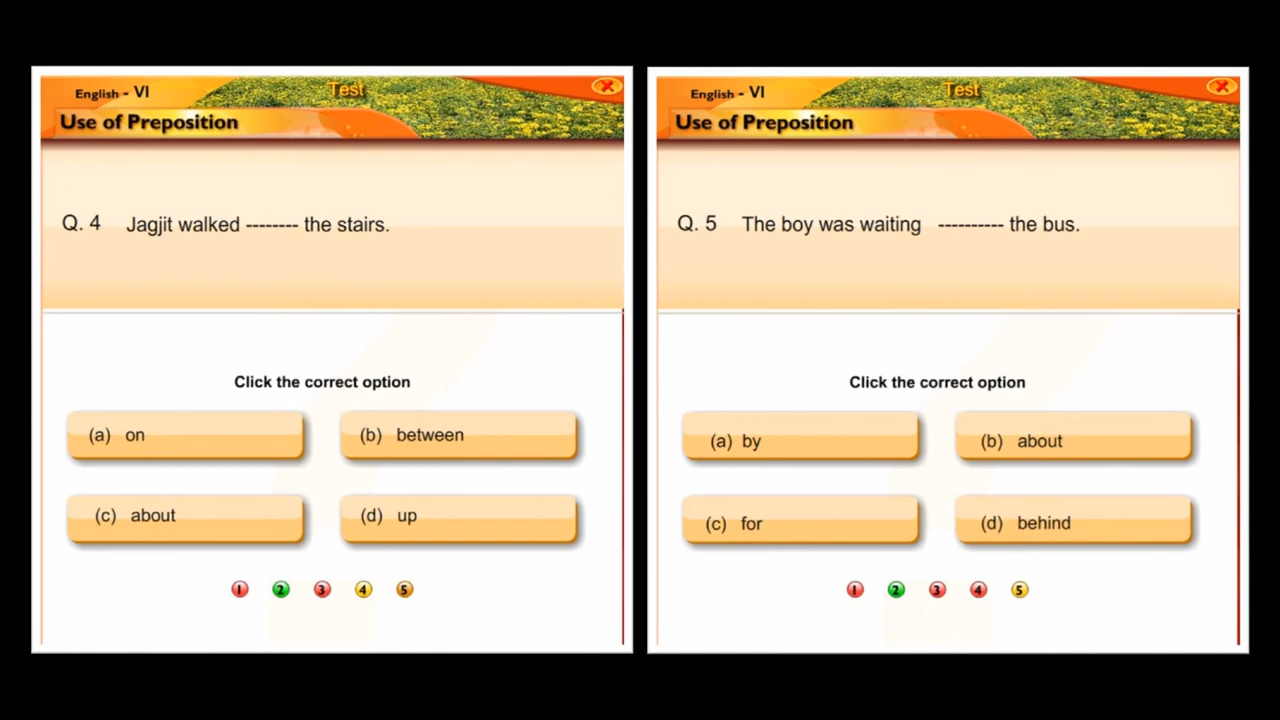 English - VI
Test
Use of Preposition
Q. 4 Jagjit walked -------- the stairs.
Click the correct option
(a) on
(b) between
(c) about
(d) up
1 2 3 4 5
English - VI
Test
Use of Preposition
Q. 5 The boy was waiting ---------- the bus.
Click the correct option
(a) by
(b) about
(c) for
(d) behind
1 2 3 4 5